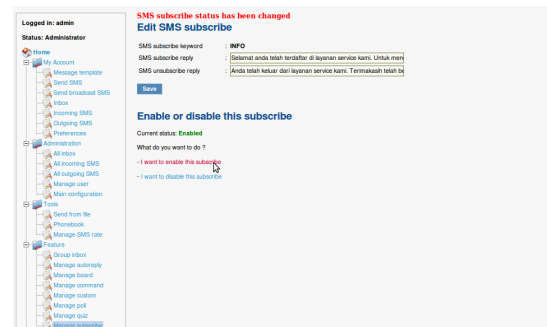 Logged in: admin
Status: Administrator
Home
My Account
Message template
Send SMS
Send broadcast SMS
Inbox
Incoming SMS
Outgoing SMS
Preferences
Administration
All inbox
All incoming SMS
All outgoing SMS
Manage user
Main configuration
Tools
Send from file
Phonebook
Manage SMS rate
Feature
Group inbox
Manage autoreply
Manage board
Manage command
Manage custom
Manage poll
Manage quiz
Manage subscribe
SMS subscribe status has been changed
Edit SMS subscribe
SMS subscribe keyword : INFO
SMS subscribe reply : Selamat anda telah terdaftar di layanan service kami. Untuk men
SMS unsubscribe reply : Anda telah keluar dari layanan service kami. Terimakasih telah be
Save
Enable or disable this subscribe
Current status: Enabled
What do you want to do ?
- I want to enable this subscribe
- I want to disable this subscribe